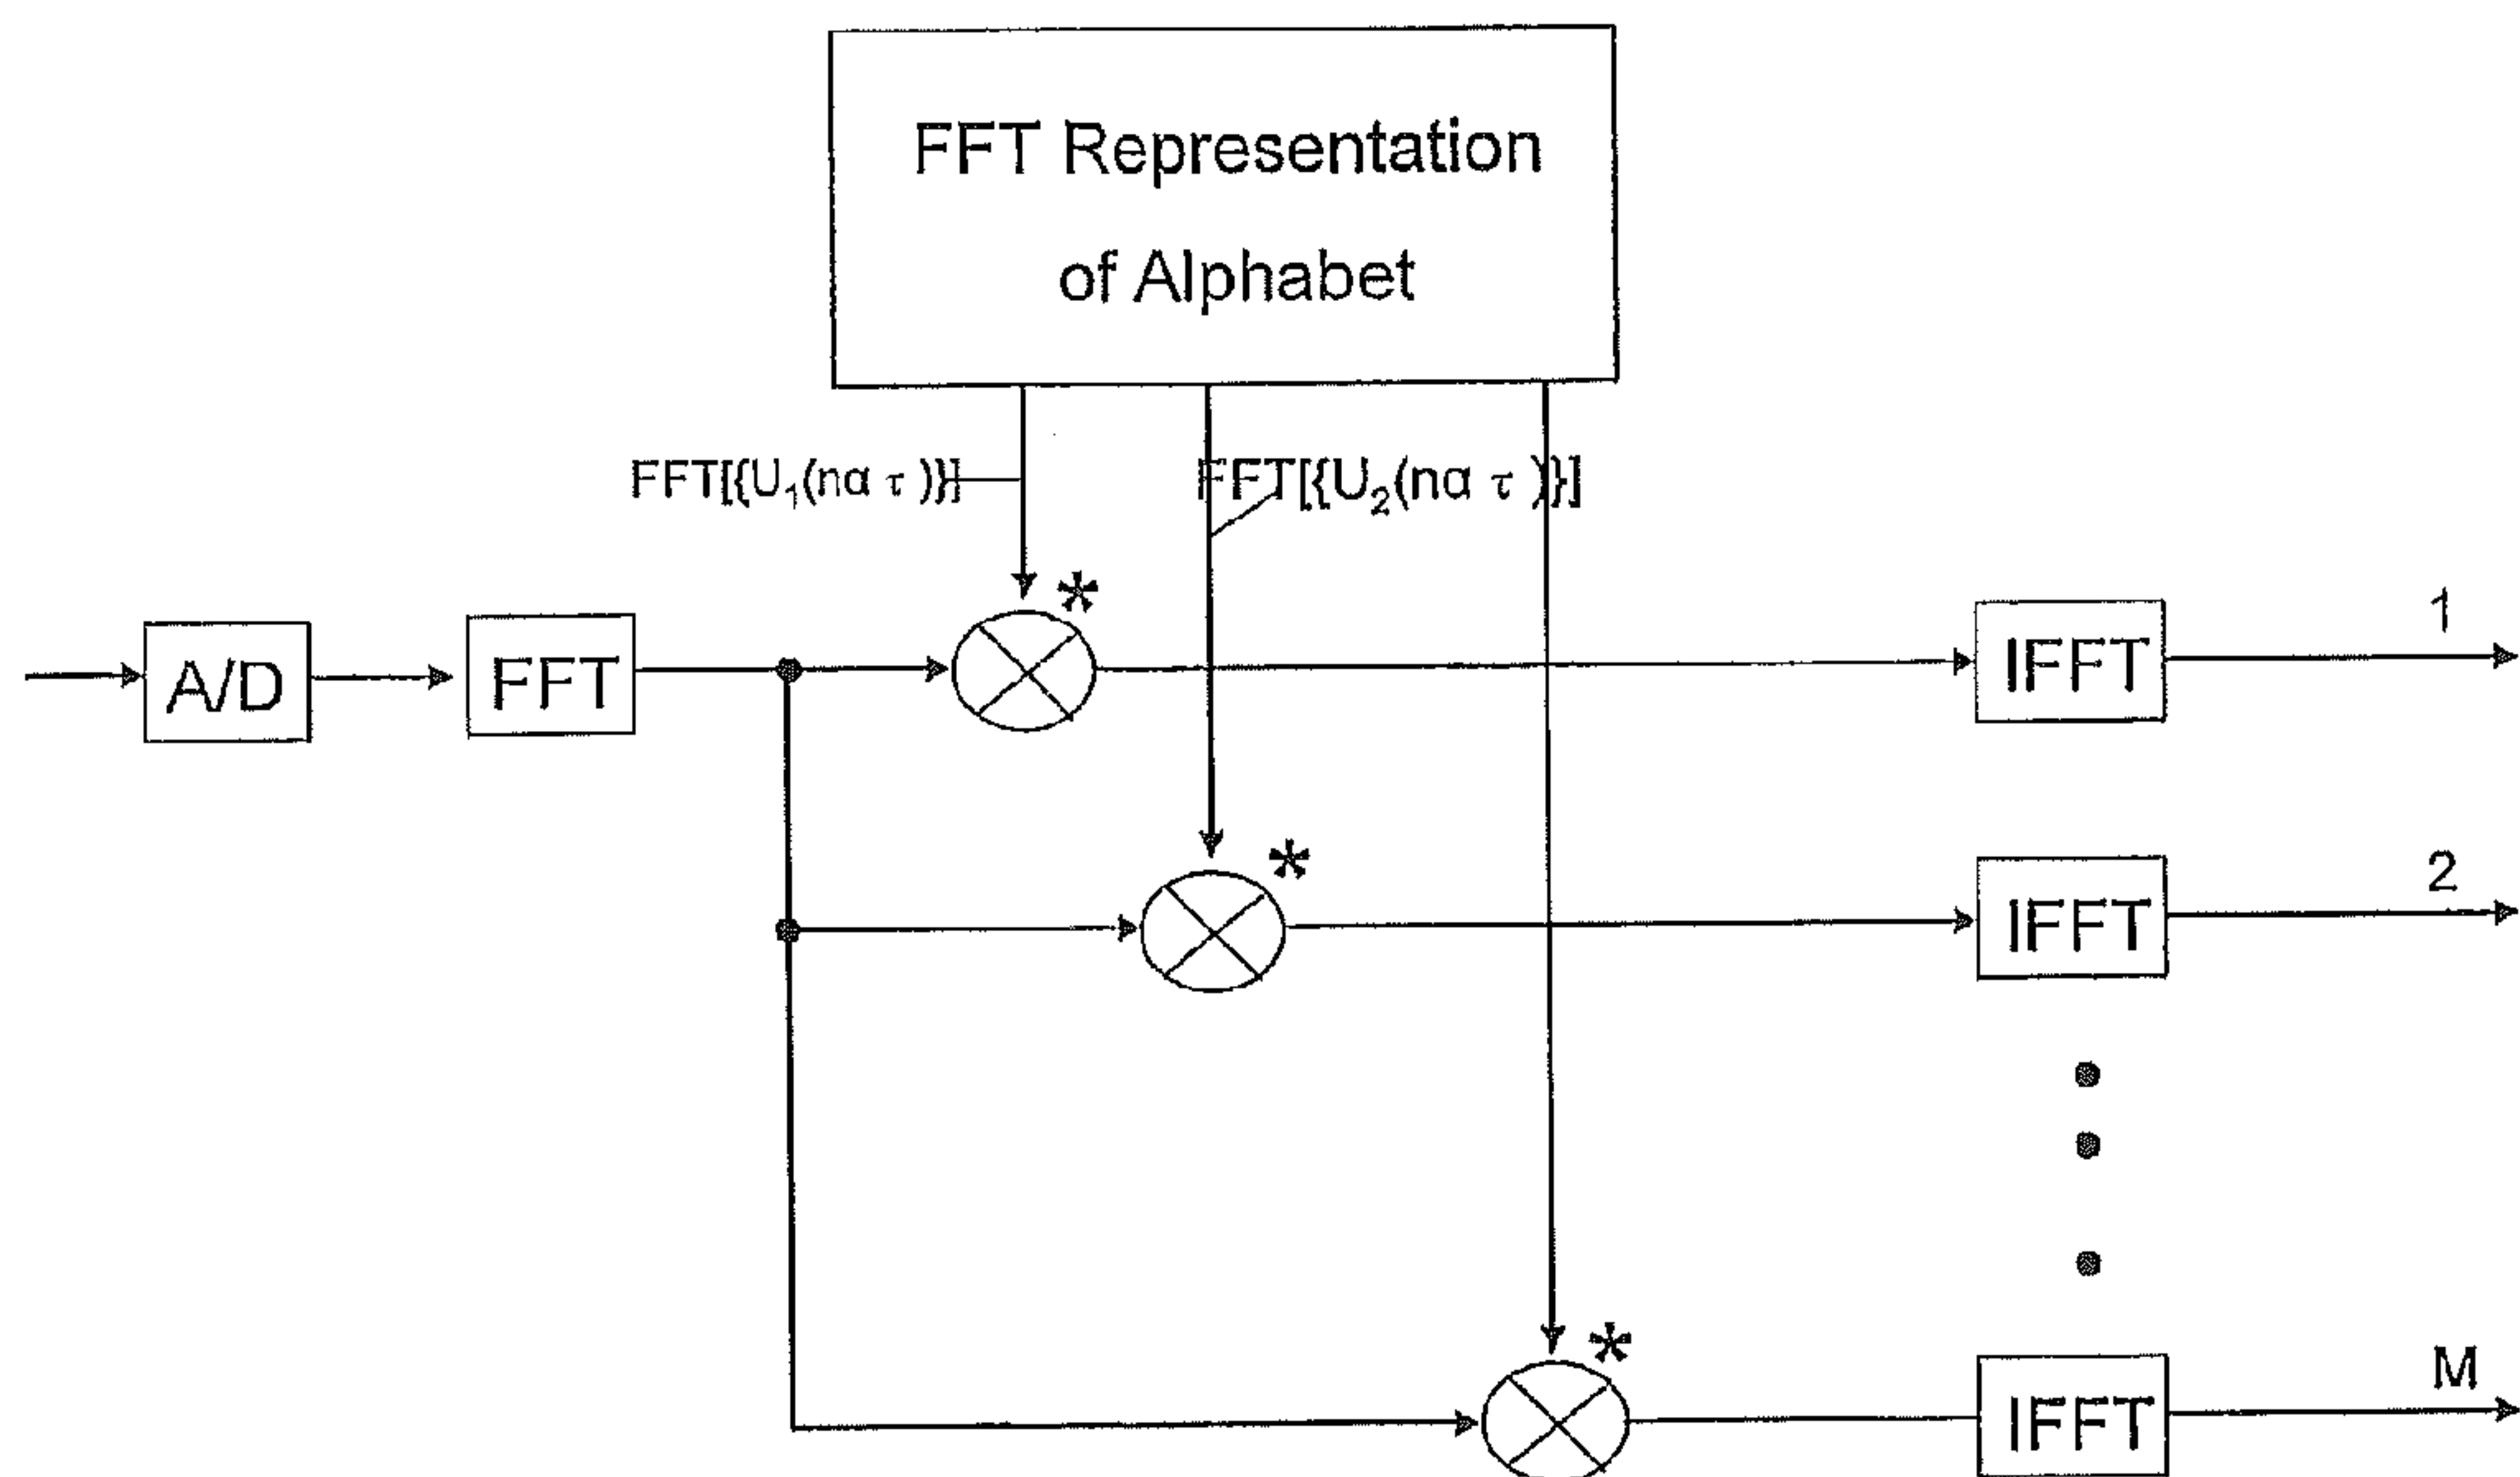 FFT Representation
of Alphabet
FFT[{U₁(nα τ )}]
FFT[{U₂(nα τ )}]
*
A/D
FFT
IFFT
1
*
IFFT
2
*
IFFT
M